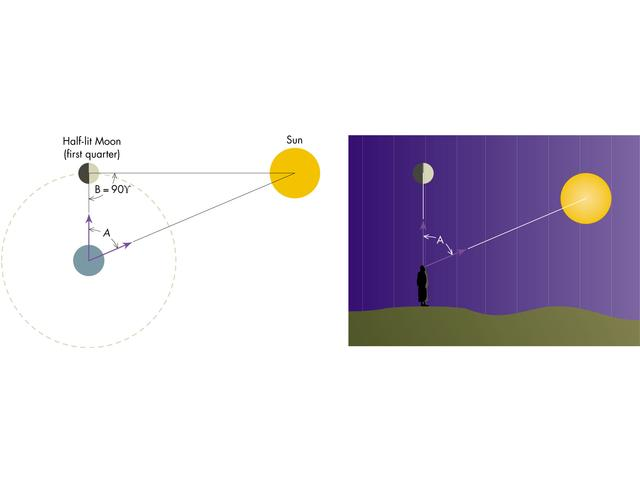 Half-lit Moon
(first quarter)
Sun
B = 90ϒ
A
A